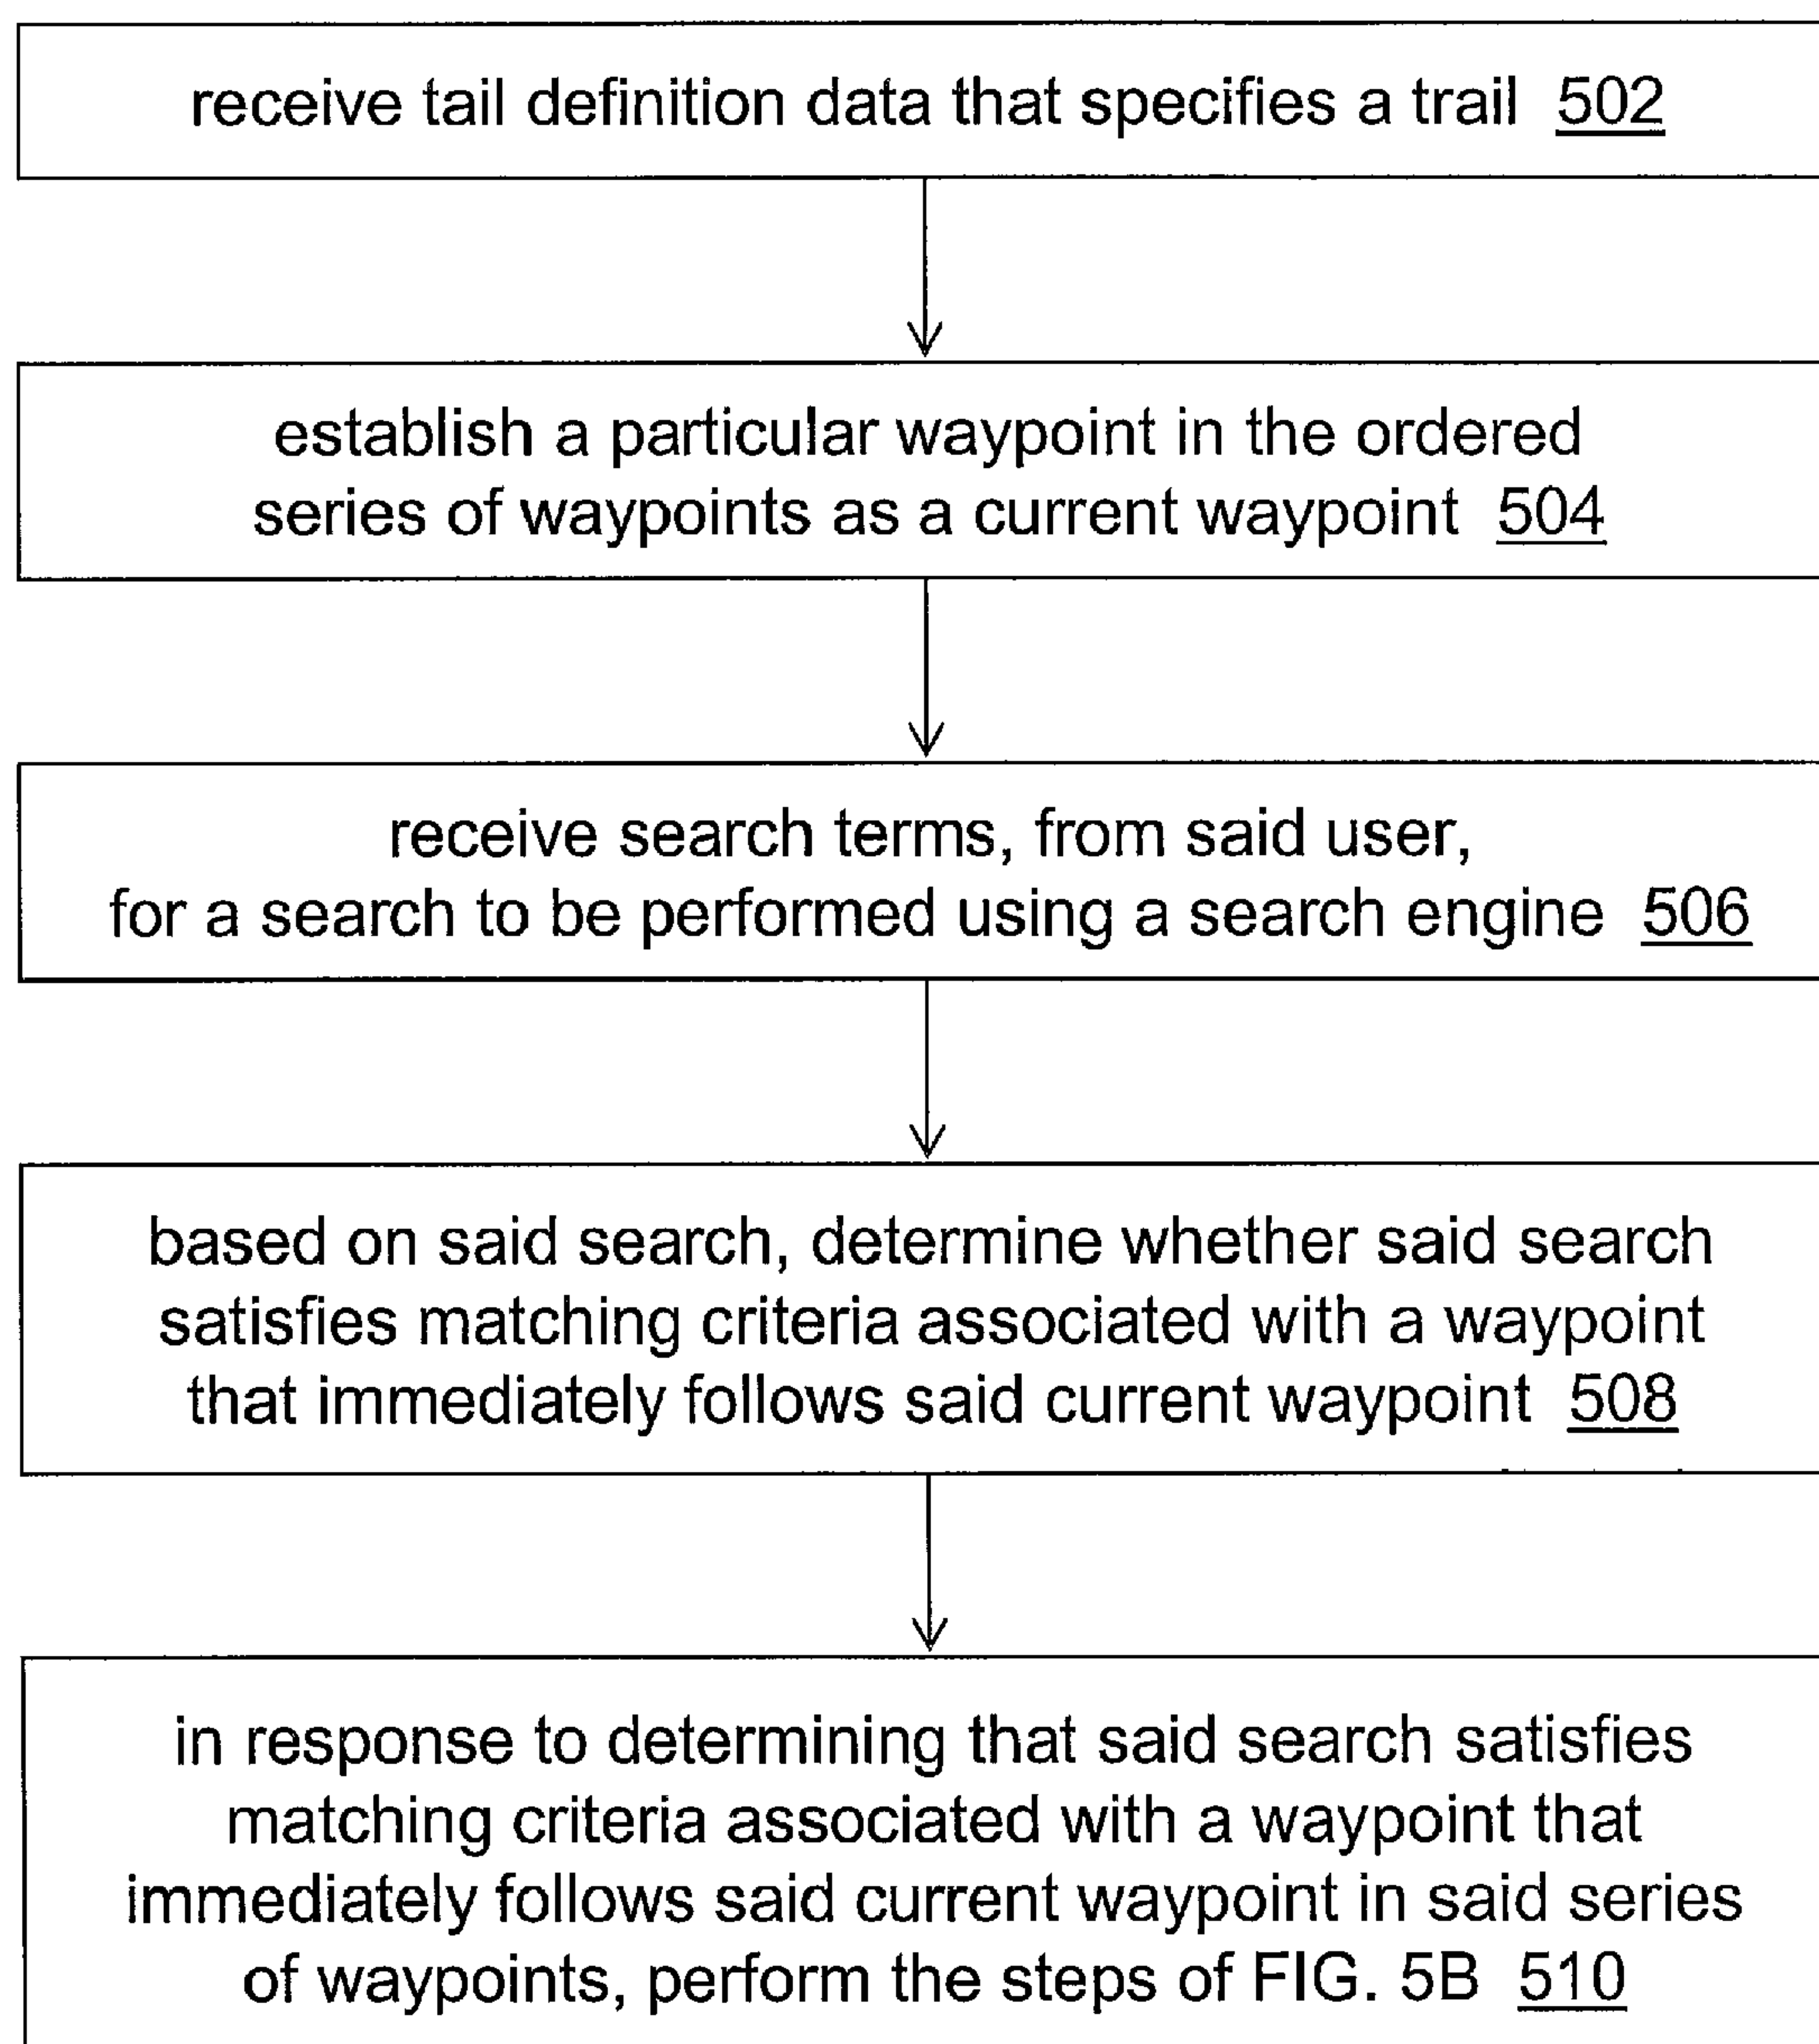 receive tail definition data that specifies a trail 502
establish a particular waypoint in the ordered
series of waypoints as a current waypoint 504
receive search terms, from said user,
for a search to be performed using a search engine 506
based on said search, determine whether said search
satisfies matching criteria associated with a waypoint
that immediately follows said current waypoint 508
in response to determining that said search satisfies
matching criteria associated with a waypoint that
immediately follows said current waypoint in said series
of waypoints, perform the steps of FIG. 5B 510